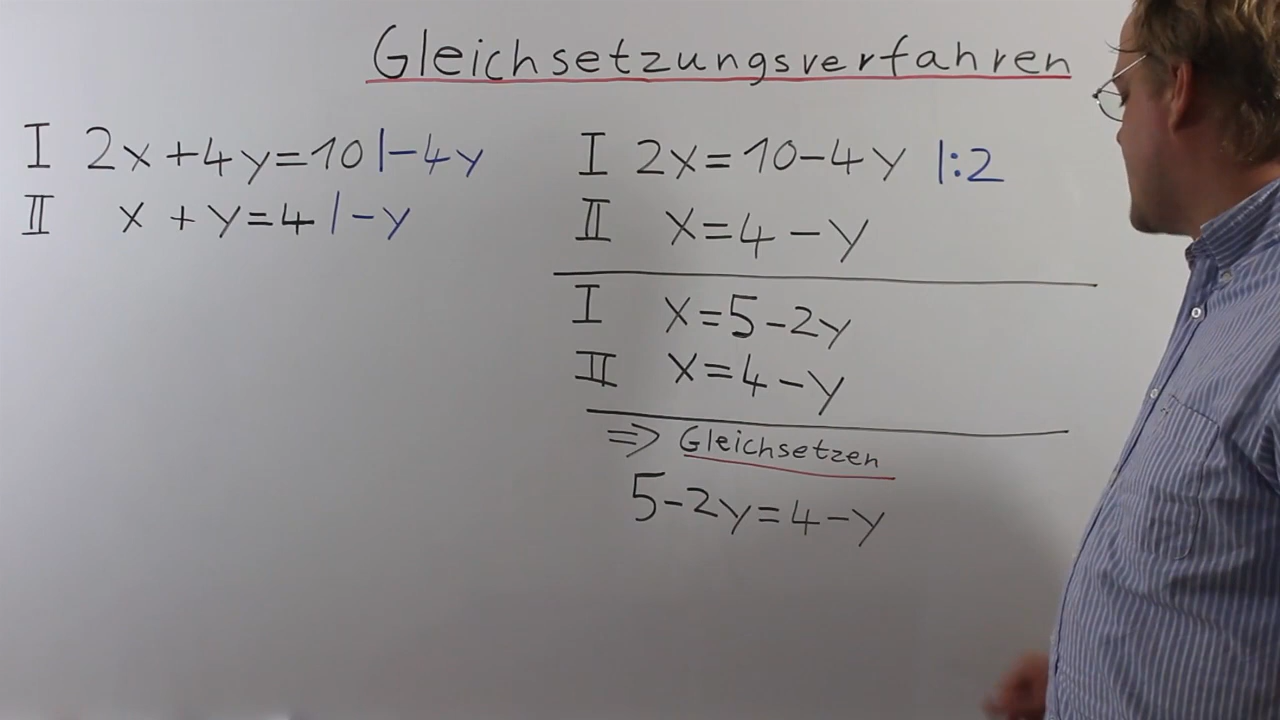 Gleichsetzungsverfahren
I 2x+4y=10|-4y
II x+y=4|-y
I 2x=10-4y |:2
II x=4-y
I x=5-2y
II x=4-y
=> Gleichsetzen
5-2y=4-y